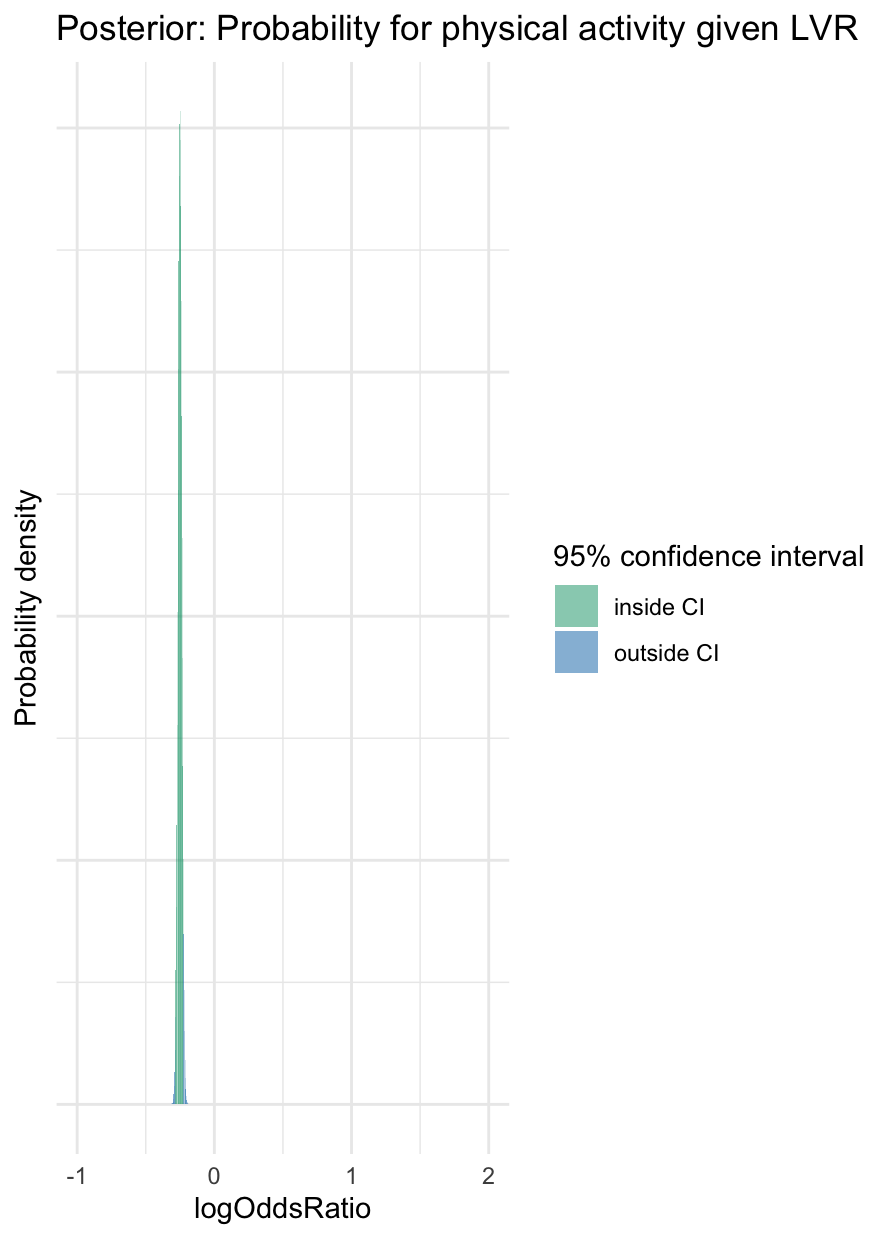 Posterior: Probability for physical activity given LVR
Probability density
95% confidence interval
inside CI
outside CI
-1 0 1 2
logOddsRatio